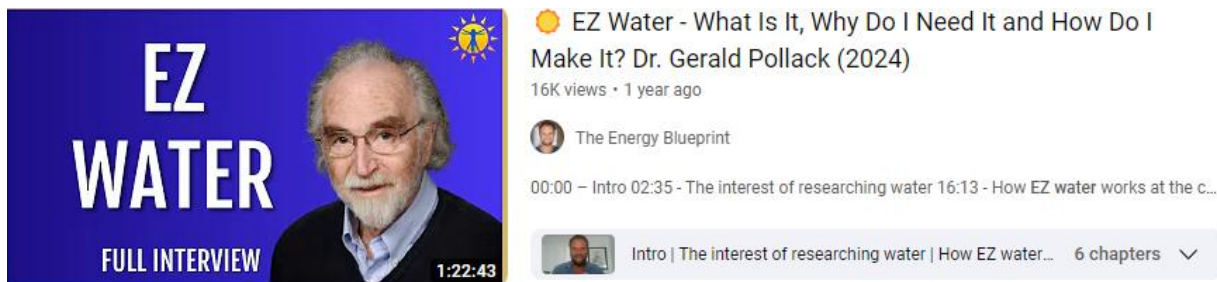 EZ
WATER
FULL INTERVIEW
1:22:43
EZ Water - What Is It, Why Do I Need It and How Do I
Make It? Dr. Gerald Pollack (2024)
16K views • 1 year ago
The Energy Blueprint
00:00 – Intro 02:35 - The interest of researching water 16:13 - How EZ water works at the c...
Intro | The interest of researching water | How EZ water... 6 chapters